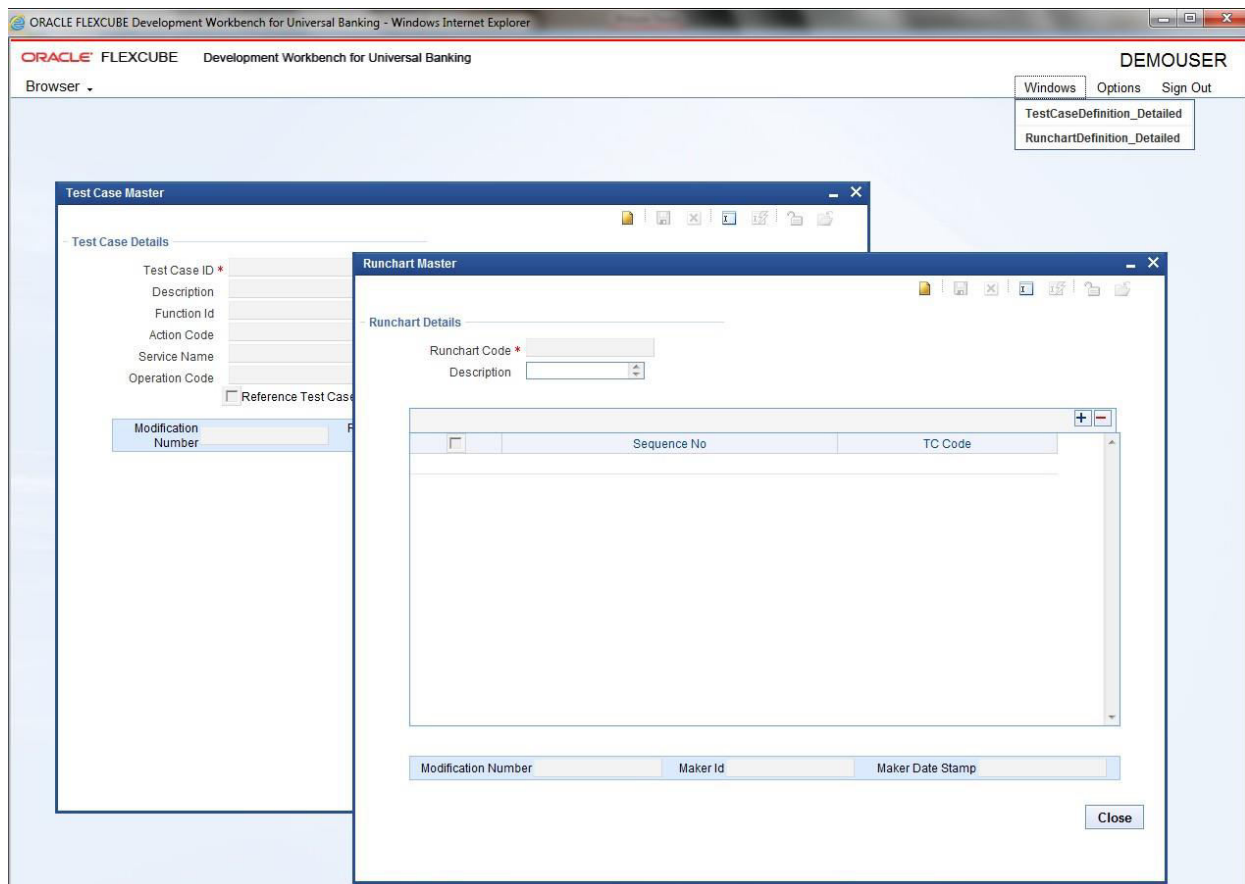 ORACLE FLEXCUBE Development Workbench for Universal Banking - Windows Internet Explorer
ORACLE FLEXCUBE Development Workbench for Universal Banking
DEMOUSER
Browser
Windows Options Sign Out
TestCaseDefinition_Detailed
RunchartDefinition_Detailed
Test Case Master
Test Case Details
Test Case ID *
Description
Function Id
Action Code
Service Name
Operation Code
Reference Test Case
Modification
Number
Runchart Master
Runchart Details
Runchart Code *
Description
Sequence No TC Code
Modification Number Maker Id Maker Date Stamp
Close